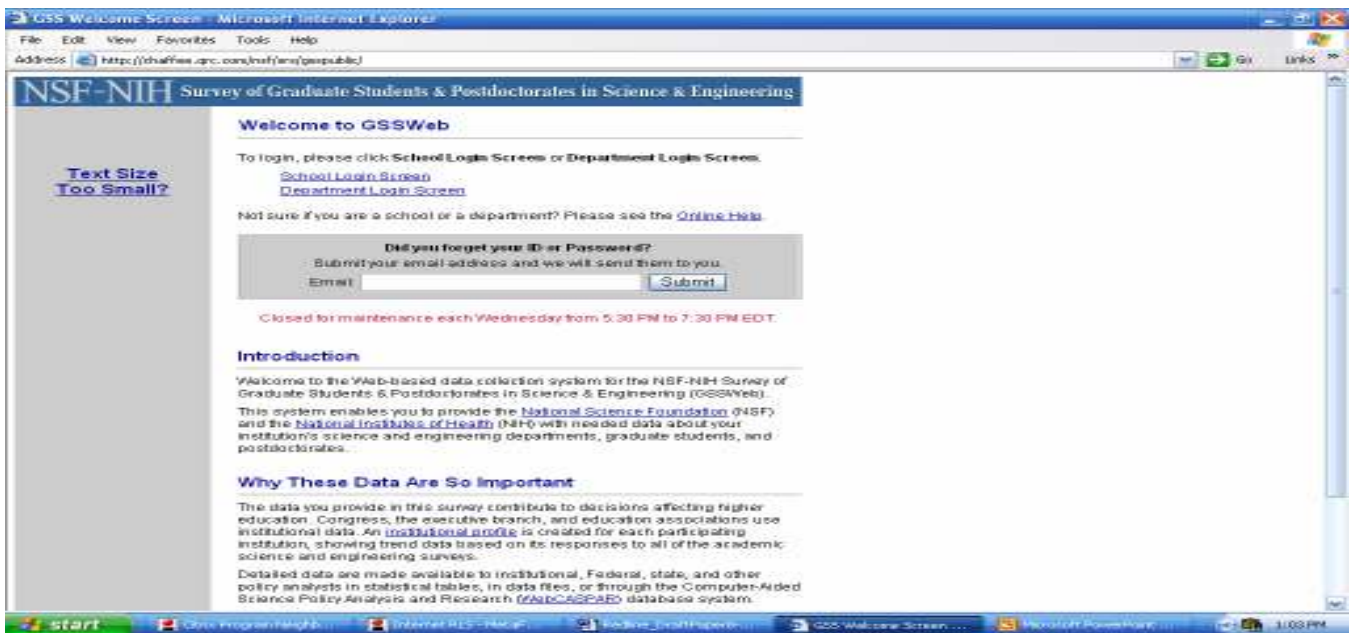 GSS Welcome Screen - Microsoft Internet Explorer
File Edit View Favorites Tools Help
Address Go Links »
NSF-NIH Survey of Graduate Students & Postdoctorates in Science & Engineering
Text Size
Too Small?
Welcome to GSSWeb
To login, please click School Login Screen or Department Login Screen.
School Login Screen
Department Login Screen
Not sure if you are a school or a department? Please see the Online Help.
Did you forget your ID or Password?
Submit your email address and we will send them to you.
Email Submit
Closed for maintenance each Wednesday from 5:30 PM to 7:30 PM EDT.
Introduction
Welcome to the Web-based data collection system for the NSF-NIH Survey of
Graduate Students & Postdoctorates in Science & Engineering (GSSWeb).
This system enables you to provide the National Science Foundation (NSF)
and the National Institutes of Health (NIH) with needed data about your
institution's science and engineering departments, graduate students, and
postdoctorates.
Why These Data Are So Important
The data you provide in this survey contribute to decisions affecting higher
education. Congress, the executive branch, and education associations use
institutional data. An institutional profile is created for each participating
institution, showing trend data based on its responses to all of the academic
science and engineering surveys.
Detailed data are made available to institutional, Federal, state, and other
policy analysts in statistical tables, in data files, or through the Computer-Aided
Science Policy Analysis and Research (WebCASPAR) database system.
start GSS Welcome Screen ... Microsoft PowerPoint ... 1:03 PM